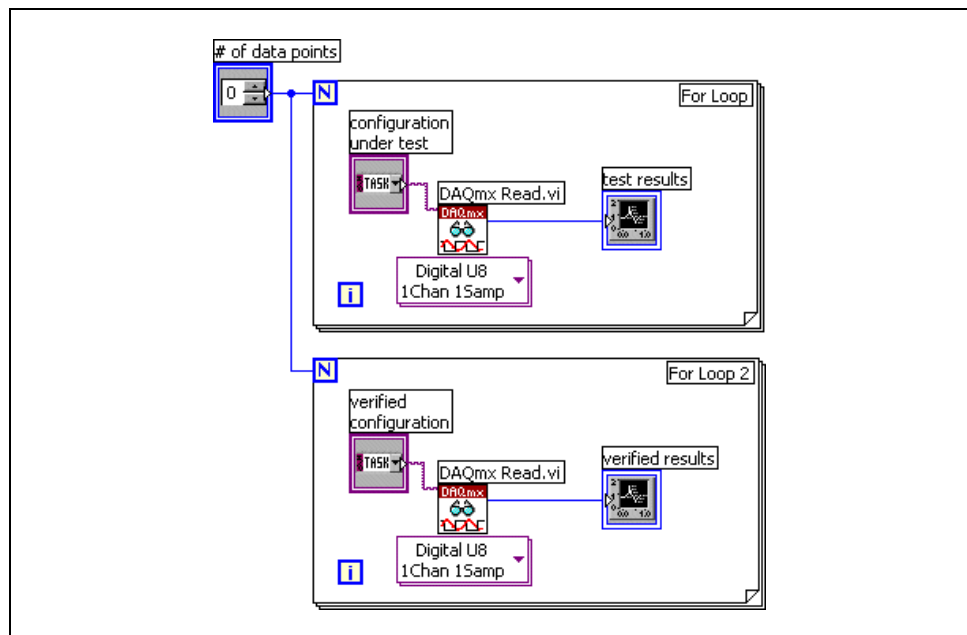 # of data points
0
N
For Loop
configuration
under test
TASK
DAQmx Read.vi
test results
DAQmx
Digital U8
1Chan 1Samp
i
N
For Loop 2
verified
configuration
TASK
DAQmx Read.vi
verified results
DAQmx
Digital U8
1Chan 1Samp
i